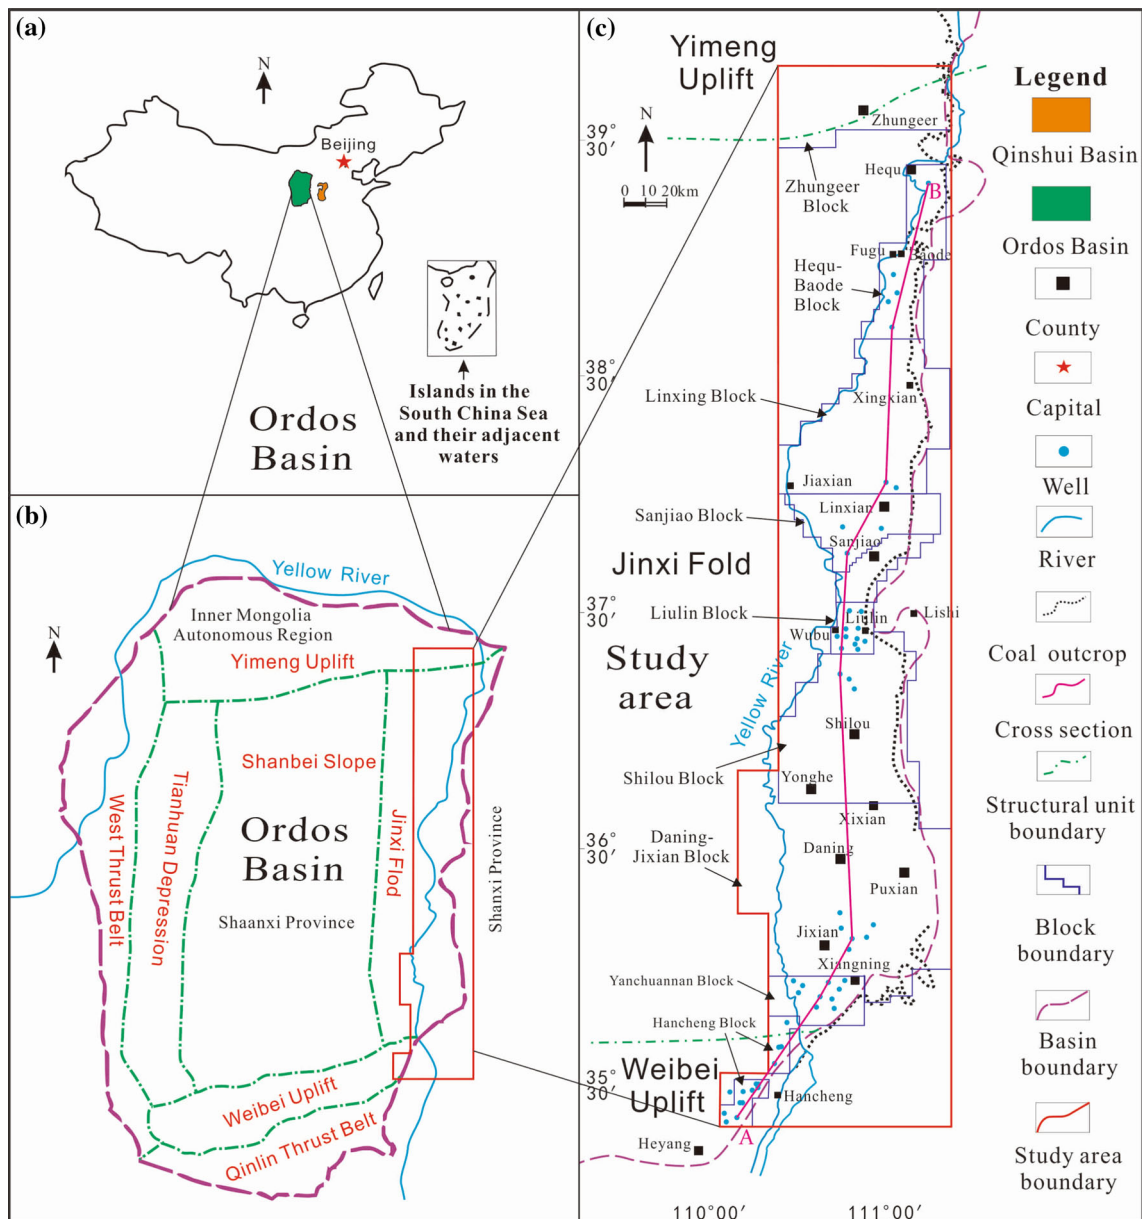 (a)
N
Beijing
Islands in the
South China Sea
and their adjacent
waters
Ordos
Basin
(b)
Yellow River
N
Inner Mongolia
Autonomous Region
Yimeng Uplift
Shanbei Slope
Tianhuan Depression
West Thrust Belt
Ordos
Basin
Shaanxi Province
Jinxi Flod
Shanxi Province
Weibei Uplift
Qinlin Thrust Belt
(c)
Yimeng
Uplift
N
0 10 20km
39°
30′
38°
30′
37°
30′
36°
30′
35°
30′
110°00′
111°00′
Zhungeer
Zhungeer
Block
Hequ
B
Fugu
Baode
Hequ-
Baode
Block
Xingxian
Linxing Block
Jiaxian
Linxian
Sanjiao Block
Sanjiao
Jinxi Fold
Liulin Block
Liulin
Lishi
Wubu
Study
area
Yellow River
Shilou
Shilou Block
Yonghe
Xixian
Daning-
Jixian Block
Daning
Puxian
Jixian
Xiangning
Yanchuannan Block
Hancheng Block
Weibei
Uplift
Hancheng
A
Heyang
Legend
Qinshui Basin
Ordos Basin
County
Capital
Well
River
Coal outcrop
Cross section
Structural unit
boundary
Block
boundary
Basin
boundary
Study area
boundary